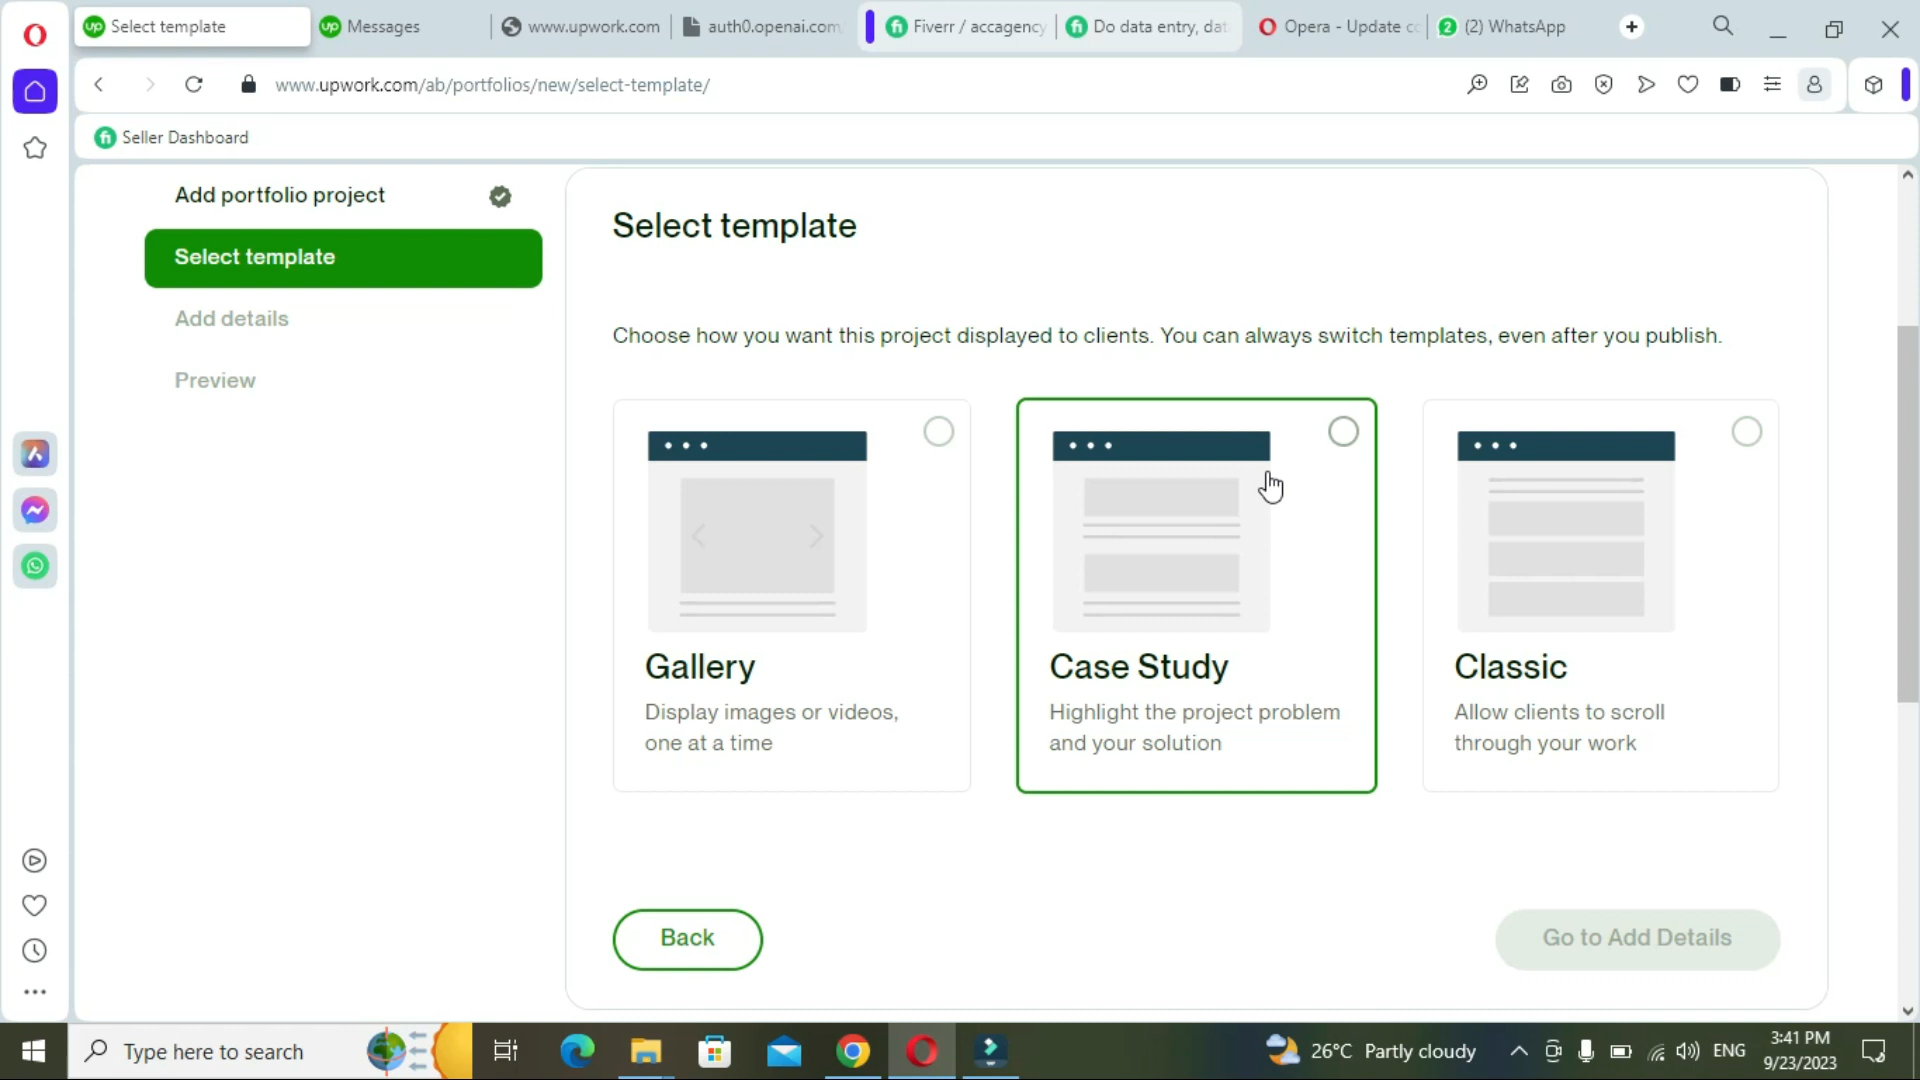 Select template
Messages
www.upwork.com
auth0.openai.com
Fiverr / accagency
Do data entry, dat
Opera - Update co
2
(2) WhatsApp
www.upwork.com/ab/portfolios/new/select-template/
Seller Dashboard
Add portfolio project
Select template
Add details
Preview
Select template
Choose how you want this project displayed to clients. You can always switch templates, even after you publish.
Gallery
Display images or videos,
one at a time
Case Study
Highlight the project problem
and your solution
Classic
Allow clients to scroll
through your work
Back
Go to Add Details
Type here to search
26°C Partly cloudy
ENG
3:41 PM
9/23/2023